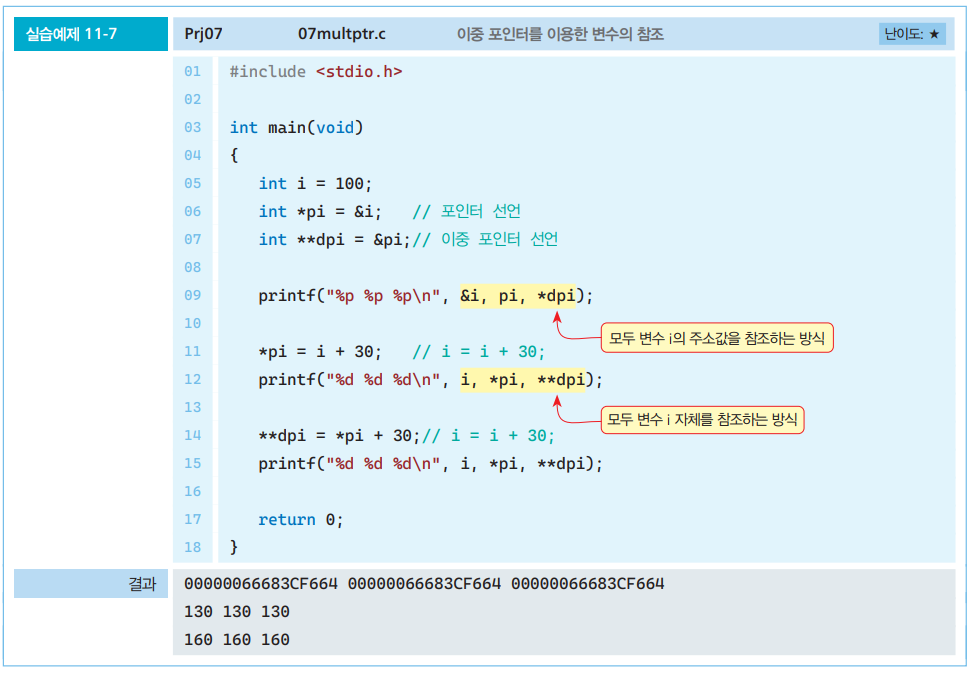 실습예제 11-7 Prj07 07multptr.c 이중 포인터를 이용한 변수의 참조 난이도: ★
01 #include <stdio.h>
02
03 int main(void)
04 {
05 int i = 100;
06 int *pi = &i; // 포인터 선언
07 int **dpi = &pi;// 이중 포인터 선언
08
09 printf("%p %p %p\n", &i, pi, *dpi);
10
모두 변수 i의 주소값을 참조하는 방식
11 *pi = i + 30; // i = i + 30;
12 printf("%d %d %d\n", i, *pi, **dpi);
13
모두 변수 i 자체를 참조하는 방식
14 **dpi = *pi + 30;// i = i + 30;
15 printf("%d %d %d\n", i, *pi, **dpi);
16
17 return 0;
18 }
결과 00000066683CF664 00000066683CF664 00000066683CF664
130 130 130
160 160 160